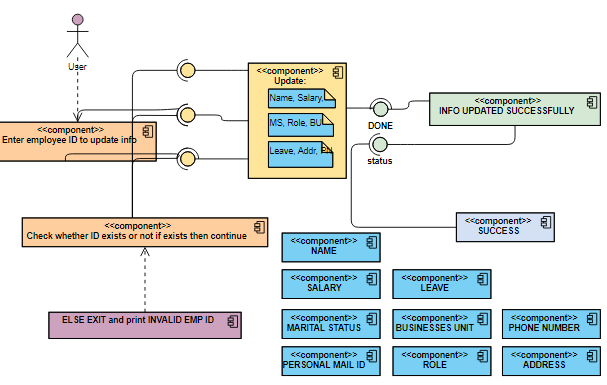 User
<<component>>
Enter employee ID to update info
<<component>>
Update:
Name, Salary,
MS, Role, BU
Leave, Addr, PN
DONE
status
<<component>>
INFO UPDATED SUCCESSFULLY
<<component>>
SUCCESS
<<component>>
Check whether ID exists or not if exists then continue
ELSE EXIT and print INVALID EMP ID
<<component>>
NAME
<<component>>
SALARY
<<component>>
LEAVE
<<component>>
MARITAL STATUS
<<component>>
BUSINESSES UNIT
<<component>>
PHONE NUMBER
<<component>>
PERSONAL MAIL ID
<<component>>
ROLE
<<component>>
ADDRESS